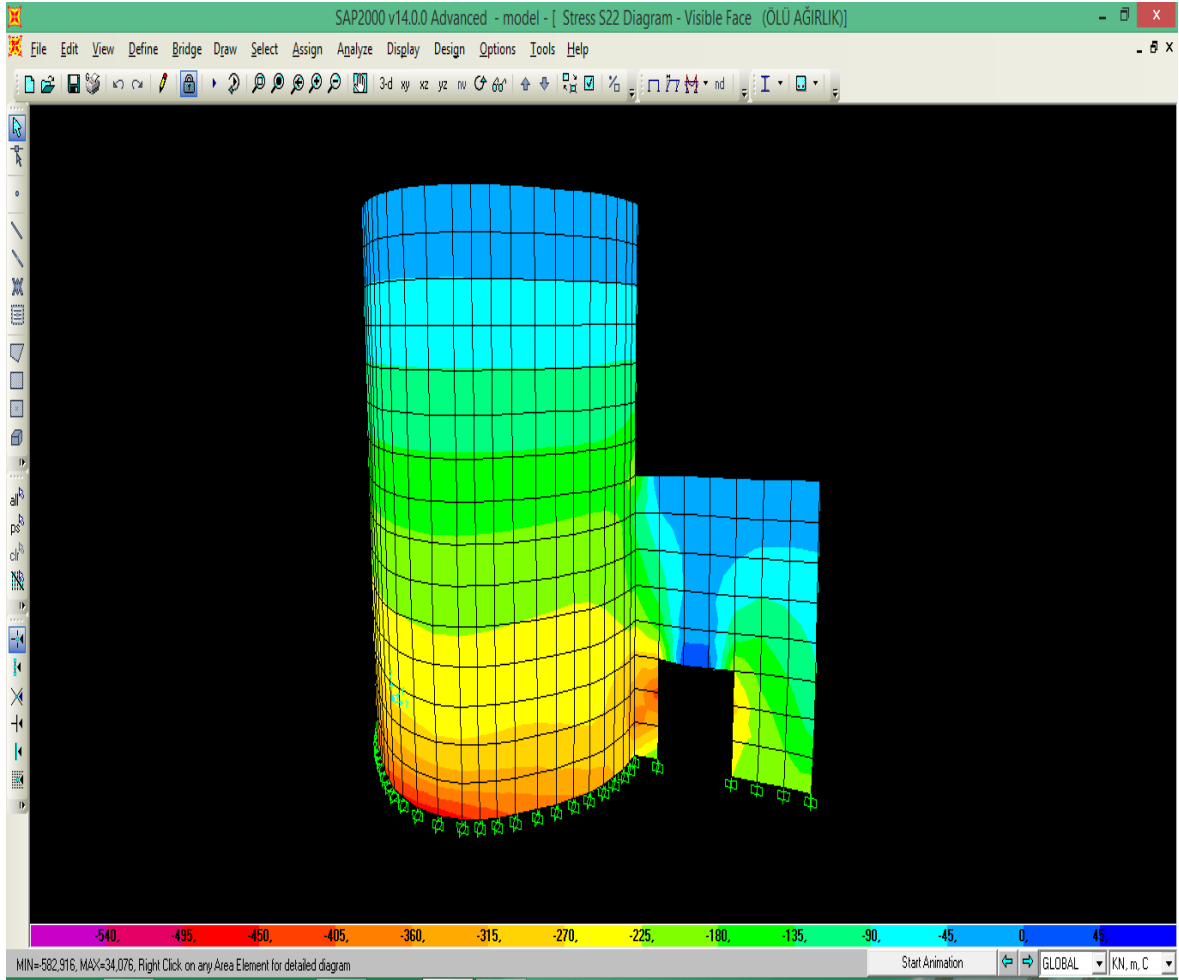 SAP2000 v14.0.0 Advanced - model - [ Stress S22 Diagram - Visible Face (ÖLÜ AĞIRLIK)]
File Edit View Define Bridge Draw Select Assign Analyze Display Design Options Tools Help
3-d xy xz yz nv nd
all
ps
clr
-540, -495, -450, -405, -360, -315, -270, -225, -180, -135, -90, -45, 0, 45,
MIN=-582,916, MAX=34,076, Right Click on any Area Element for detailed diagram
Start Animation GLOBAL KN, m, C